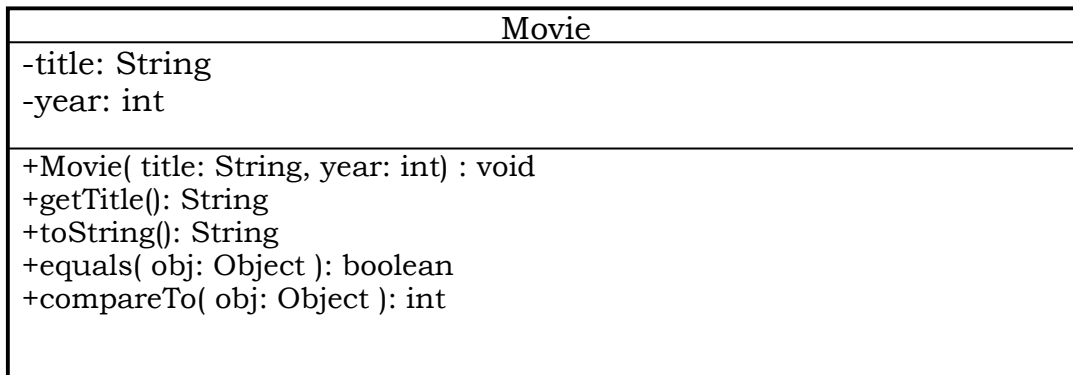 Movie
-title: String
-year: int
+Movie( title: String, year: int) : void
+getTitle(): String
+toString(): String
+equals( obj: Object ): boolean
+compareTo( obj: Object ): int